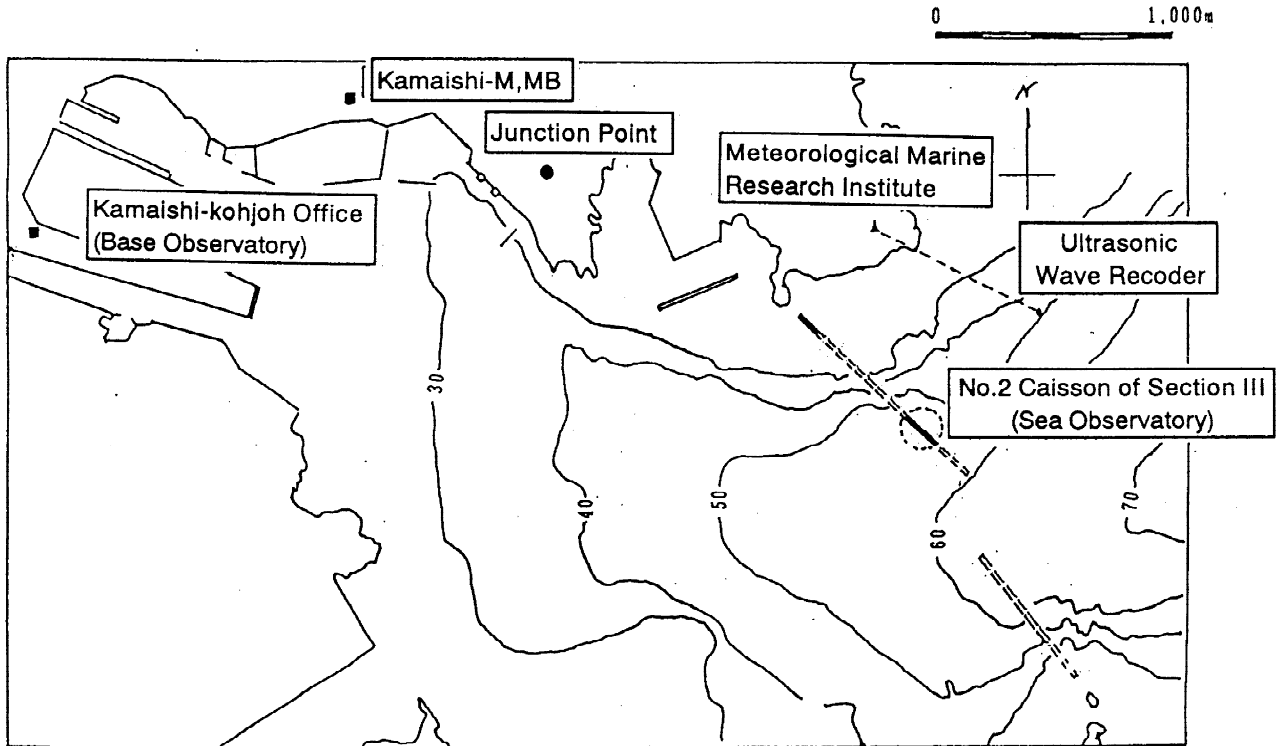 0 1,000m
Kamaishi-M,MB
Junction Point
N
Meteorological Marine
Research Institute
Kamaishi-kohjoh Office
(Base Observatory)
Ultrasonic
Wave Recoder
30
No.2 Caisson of Section III
(Sea Observatory)
40
50
60
70